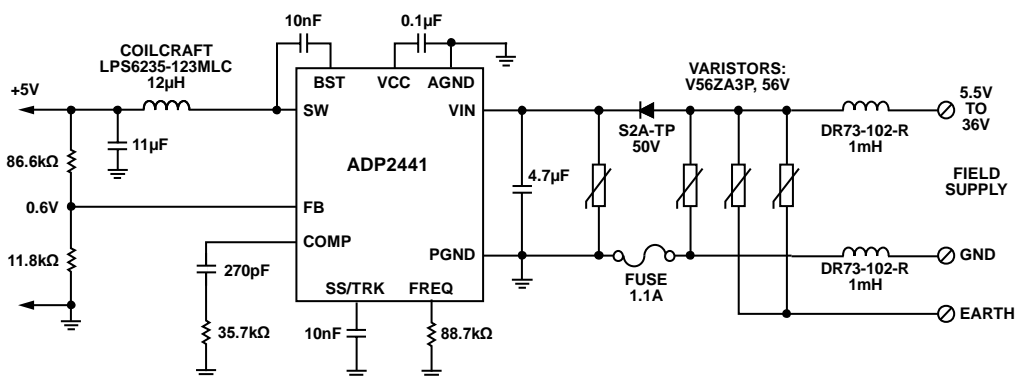 10nF
0.1µF
COILCRAFT
LPS6235-123MLC
12µH
BST
VCC
AGND
VARISTORS:
V56ZA3P, 56V
+5V
SW
VIN
5.5V
TO
36V
S2A-TP
50V
DR73-102-R
1mH
11µF
86.6kΩ
ADP2441
4.7µF
FIELD
SUPPLY
0.6V
FB
COMP
PGND
GND
270pF
11.8kΩ
FUSE
1.1A
DR73-102-R
1mH
SS/TRK
FREQ
EARTH
35.7kΩ
10nF
88.7kΩ